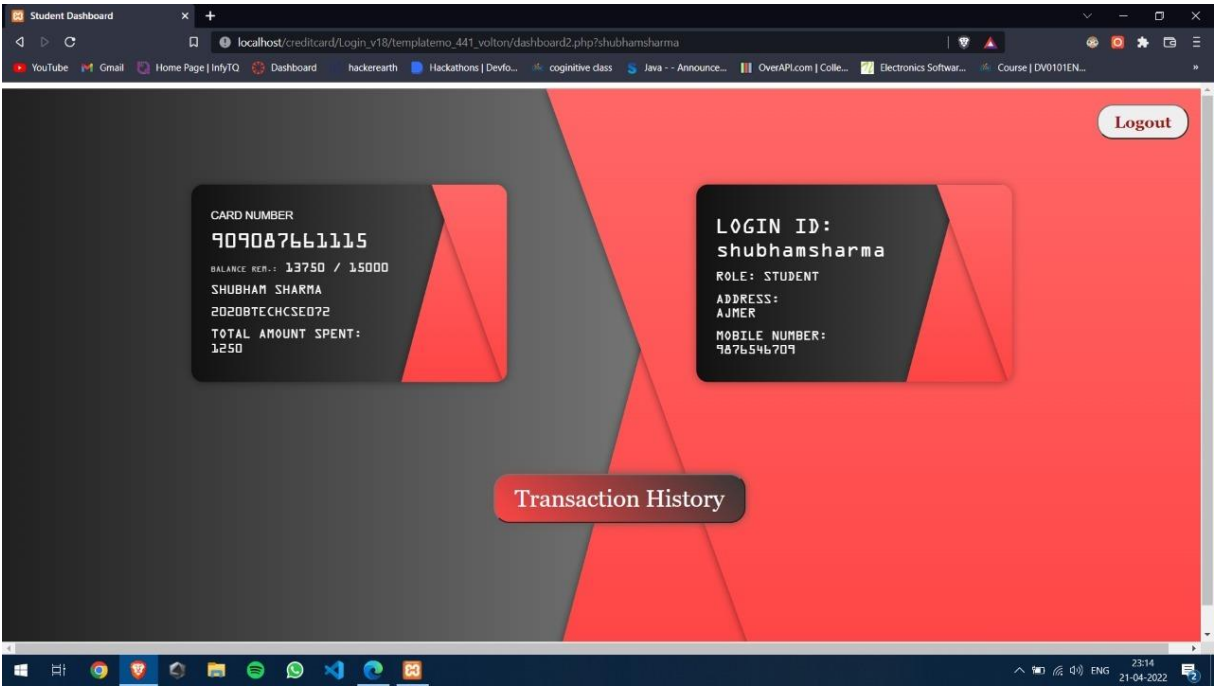 Student Dashboard
localhost/creditcard/Login_v18/templatemo_441_volton/dashboard2.php?shubhamsharma
YouTube Gmail Home Page | InfyTQ Dashboard hackerearth Hackathons | Devfo... coginitive class Java - - Announce... OverAPI.com | Colle... Electronics Softwar... Course | DV0101EN... »
Logout
CARD NUMBER
909087661115
BALANCE REM.: 13750 / 15000
SHUBHAM SHARMA
2020BTECHCSE072
TOTAL AMOUNT SPENT:
1250
LOGIN ID:
shubhamsharma
ROLE: STUDENT
ADDRESS:
AJMER
MOBILE NUMBER:
9876546709
Transaction History
ENG
23:14
21-04-2022
2